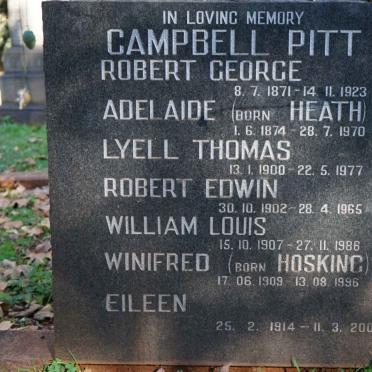 IN LOVING MEMORY
CAMPBELL PITT
ROBERT GEORGE
8. 7. 1871 - 14. 11. 1923
ADELAIDE (BORN HEATH)
1. 6. 1874 - 28. 7. 1970
LYELL THOMAS
13. 1. 1900 - 22. 5. 1977
ROBERT EDWIN
30. 10. 1902 - 28. 4. 1965
WILLIAM LOUIS
15. 10. 1907 - 27. 11. 1986
WINIFRED (BORN HOSKING)
17. 06. 1909 - 13. 08. 1996
EILEEN
25. 2. 1914 - 11. 3.